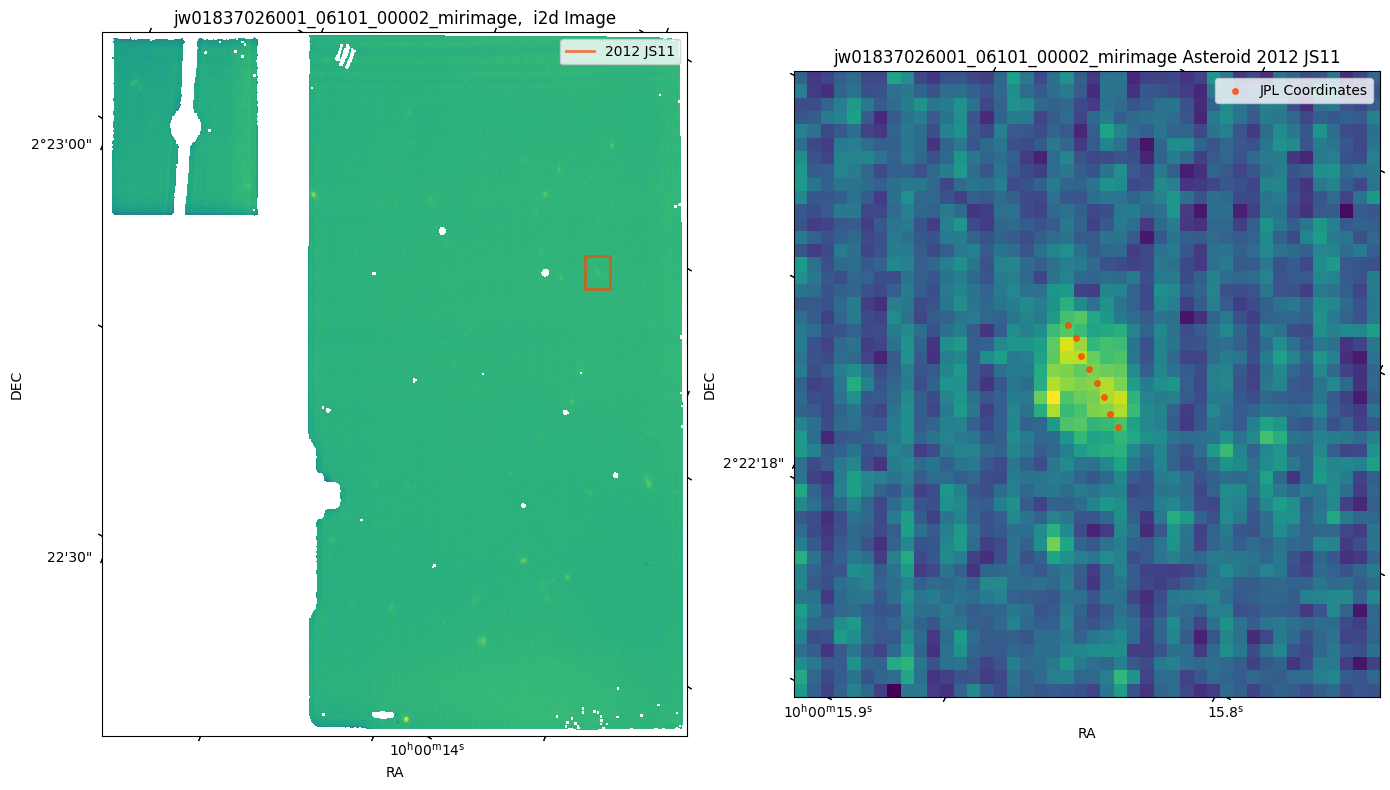 jw01837026001_06101_00002_mirimage,  i2d Image
2012 JS11
2°23'00"
22'30"
DEC
10ʰ00ᵐ14ˢ
RA
jw01837026001_06101_00002_mirimage Asteroid 2012 JS11
JPL Coordinates
DEC
2°22'18"
10ʰ00ᵐ15.9ˢ
15.8ˢ
RA